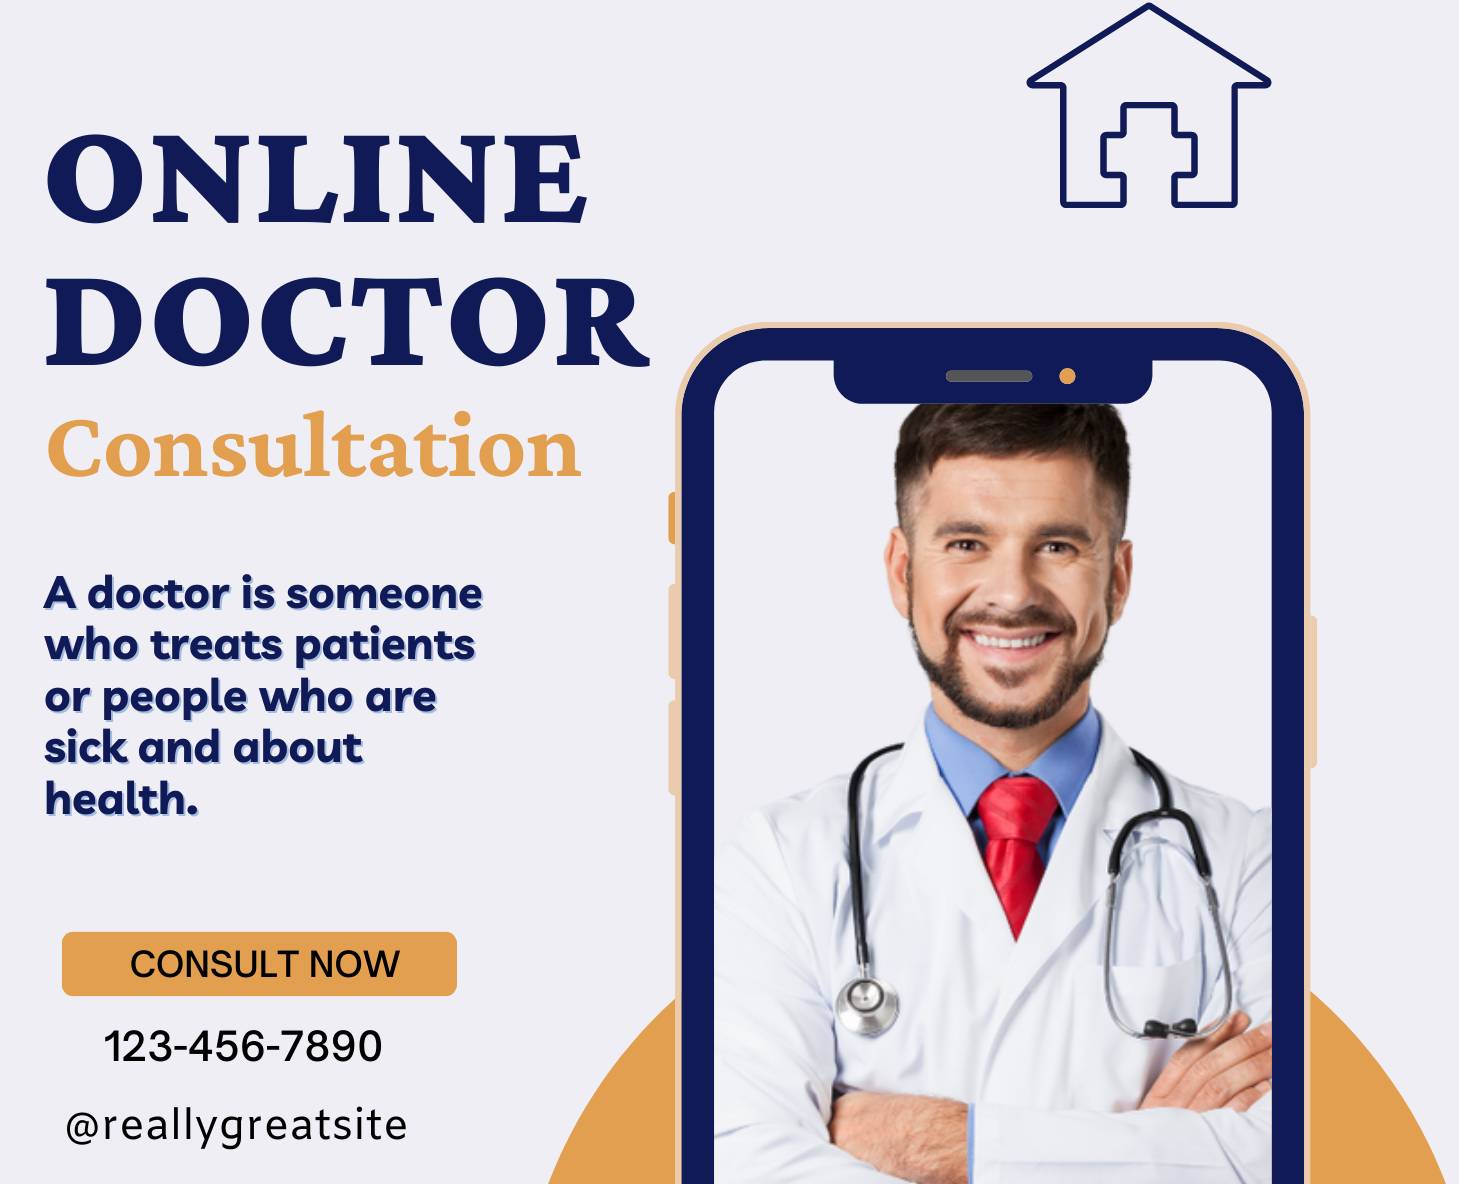 ONLINE
DOCTOR
Consultation
A doctor is someone
who treats patients
or people who are
sick and about
health.
CONSULT NOW
123-456-7890
@reallygreatsite